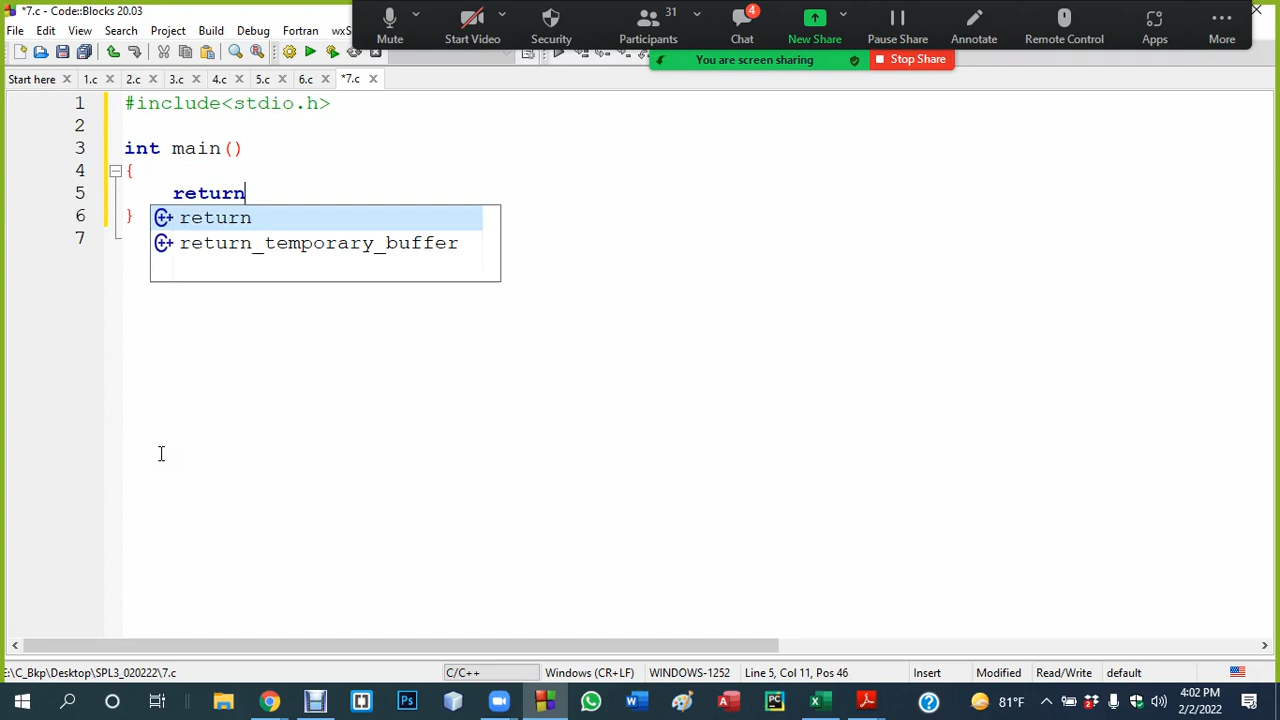 *7.c - Code::Blocks 20.03
File Edit View Search Project Build Debug Fortran wxS
31
4
Mute Start Video Security Participants Chat New Share Pause Share Annotate Remote Control Apps More
You are screen sharing Stop Share
Start here 1.c 2.c 3.c 4.c 5.c 6.c *7.c
1 #include<stdio.h>
2
3 int main()
4 {
5 return
6 }
7
return
return_temporary_buffer
E:\C_Bkp\Desktop\SPL3_020222\7.c C/C++ Windows (CR+LF) WINDOWS-1252 Line 5, Col 11, Pos 46 Insert Modified Read/Write default
81°F
4:02 PM
2/2/2022